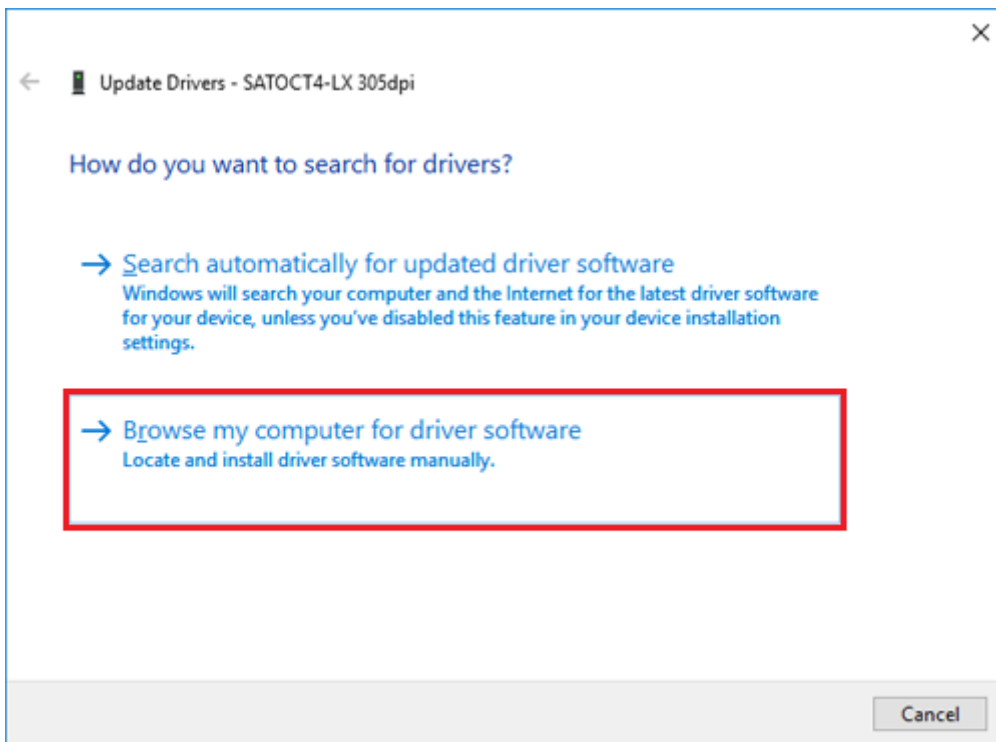 Update Drivers - SATOCT4-LX 305dpi
How do you want to search for drivers?
Search automatically for updated driver software
Windows will search your computer and the Internet for the latest driver software
for your device, unless you've disabled this feature in your device installation
settings.
Browse my computer for driver software
Locate and install driver software manually.
Cancel